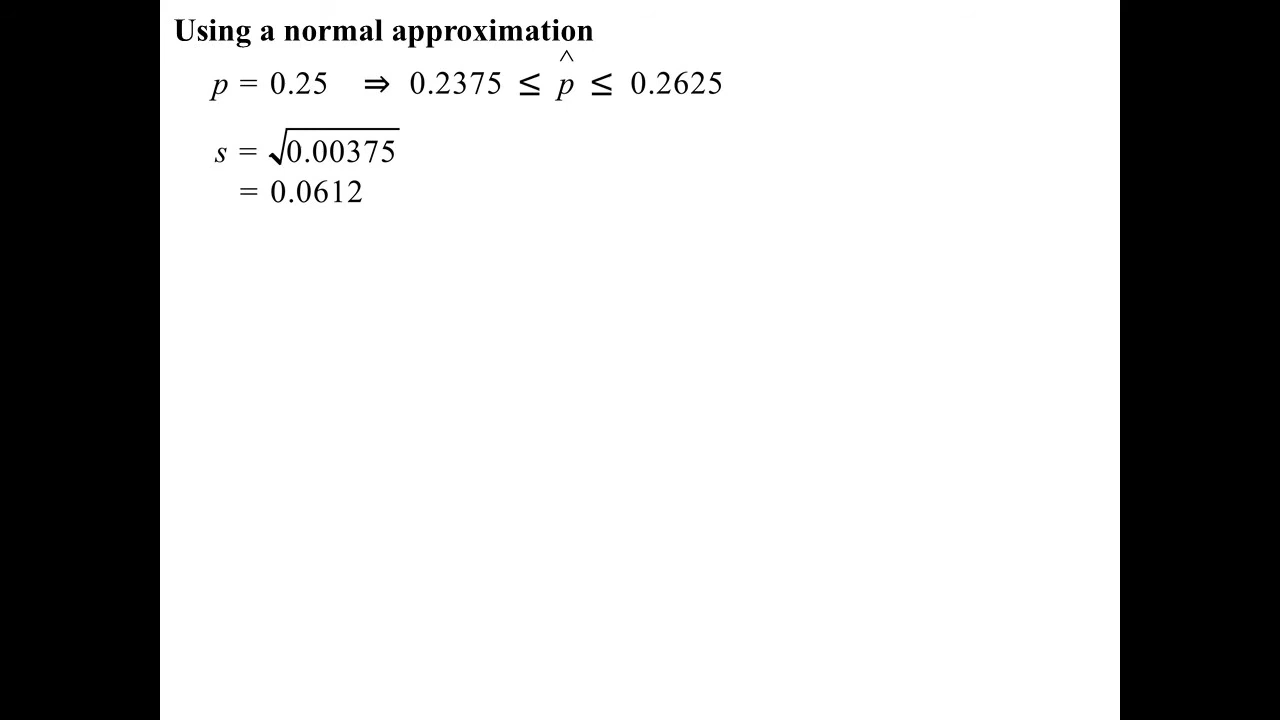 Using a normal approximation
p = 0.25 ⇒ 0.2375 ≤ p̂ ≤ 0.2625
s = √0.00375
= 0.0612